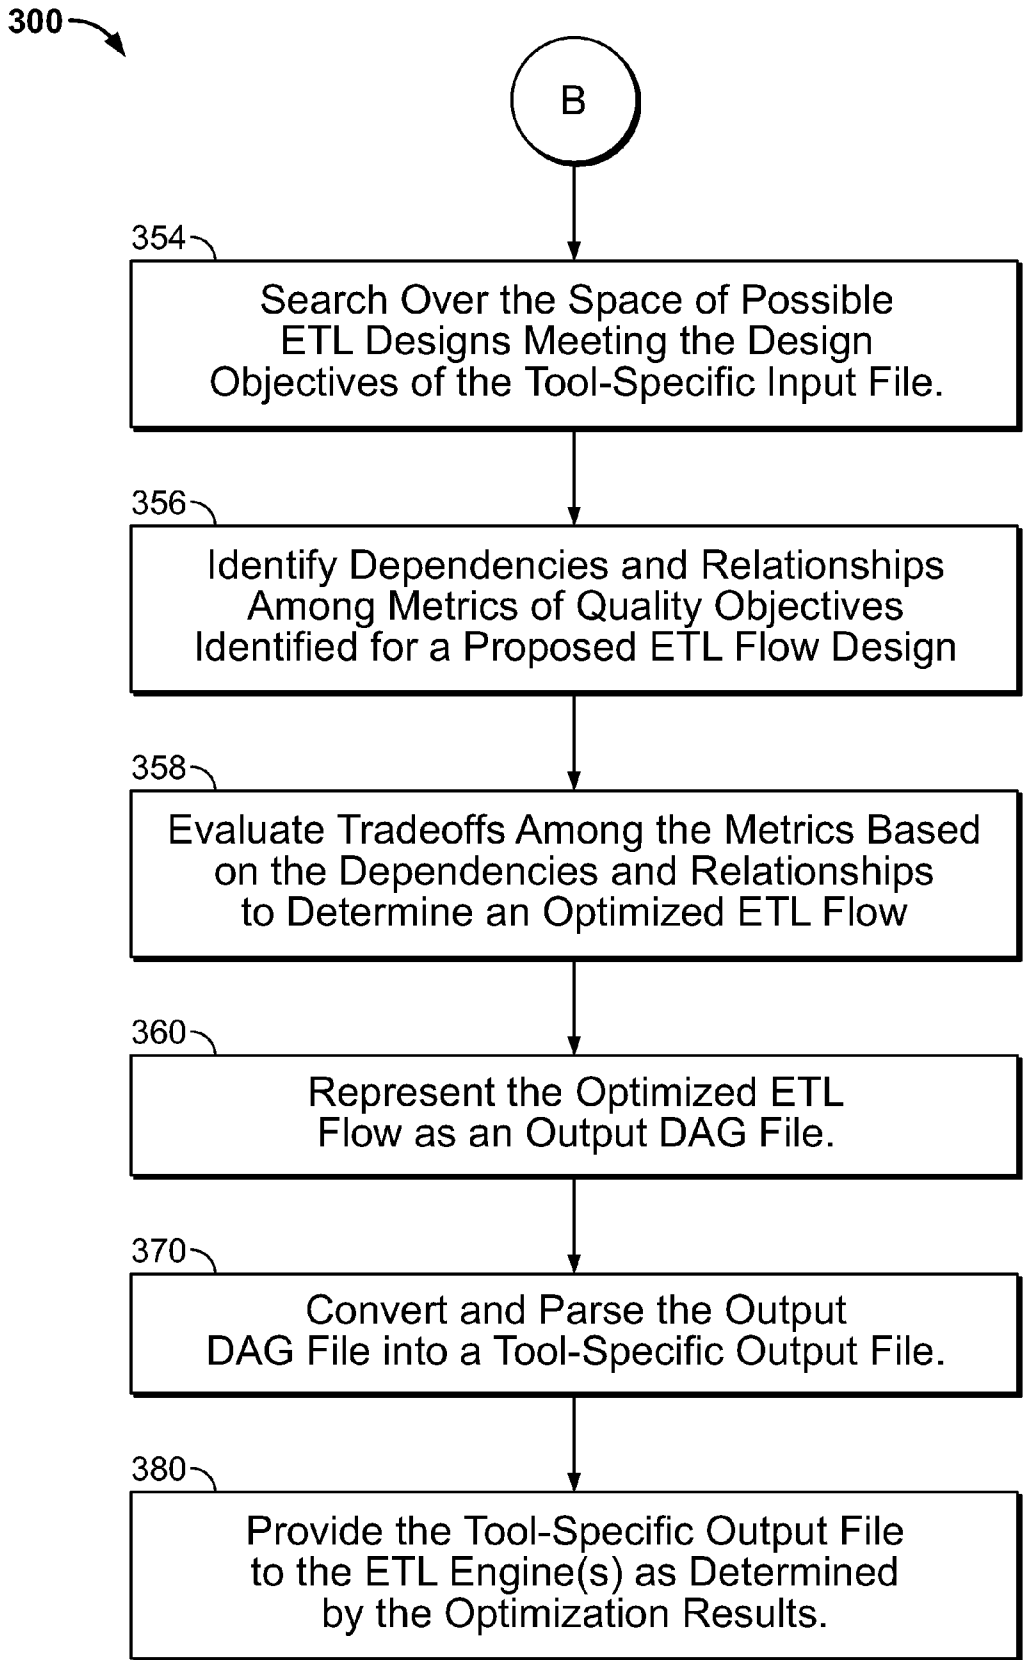 300
B
354
Search Over the Space of Possible
ETL Designs Meeting the Design
Objectives of the Tool-Specific Input File.
356
Identify Dependencies and Relationships
Among Metrics of Quality Objectives
Identified for a Proposed ETL Flow Design
358
Evaluate Tradeoffs Among the Metrics Based
on the Dependencies and Relationships
to Determine an Optimized ETL Flow
360
Represent the Optimized ETL
Flow as an Output DAG File.
370
Convert and Parse the Output
DAG File into a Tool-Specific Output File.
380
Provide the Tool-Specific Output File
to the ETL Engine(s) as Determined
by the Optimization Results.